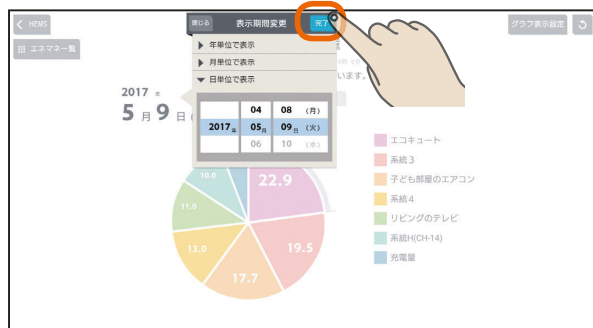 HEMS
閉じる 表示期間変更 完了
グラフ表示設定
エネマネ一覧
年単位で表示
月単位で表示
います。
日単位で表示
2017 年
5 月 9 日
04 08 (月)
2017年 05月 09日 (火)
06 10 (水)
エコキュート
系統3
子ども部屋のエアコン
系統4
リビングのテレビ
系統H(CH-14)
充電量
10.0
22.9
11.0
19.5
13.0
17.7